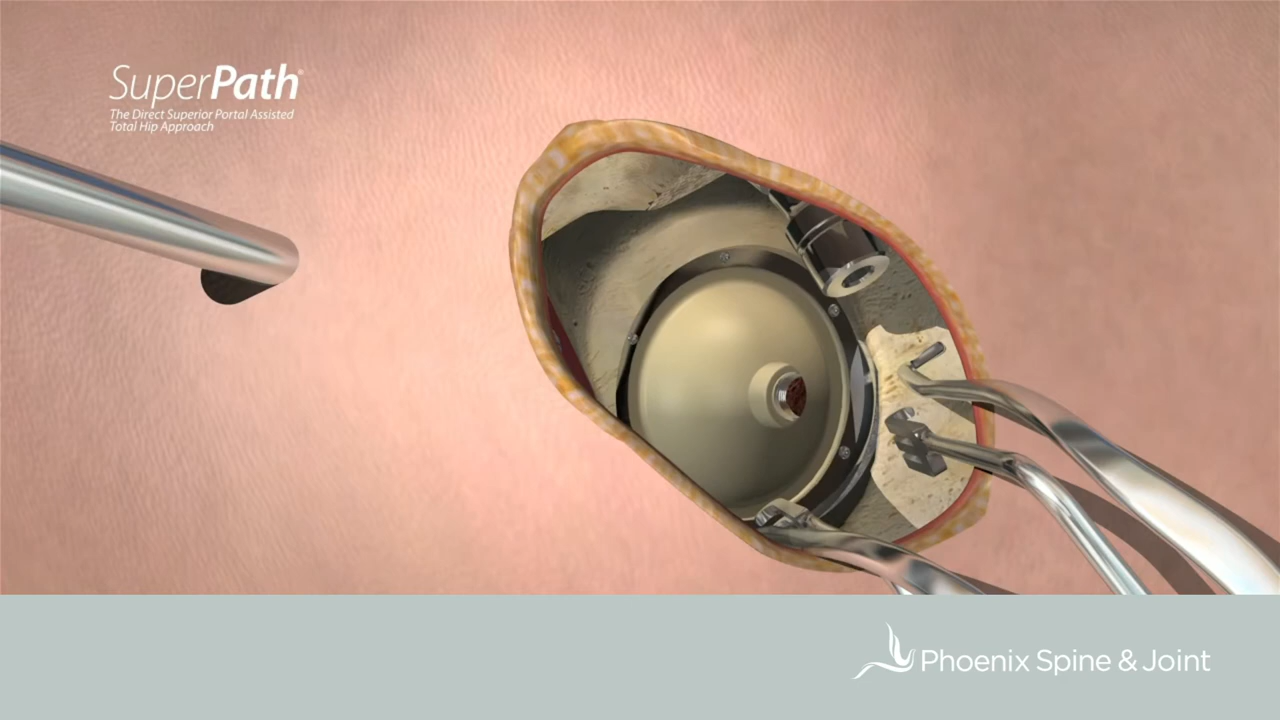 SuperPath®
The Direct Superior Portal Assisted
Total Hip Approach
Phoenix Spine & Joint